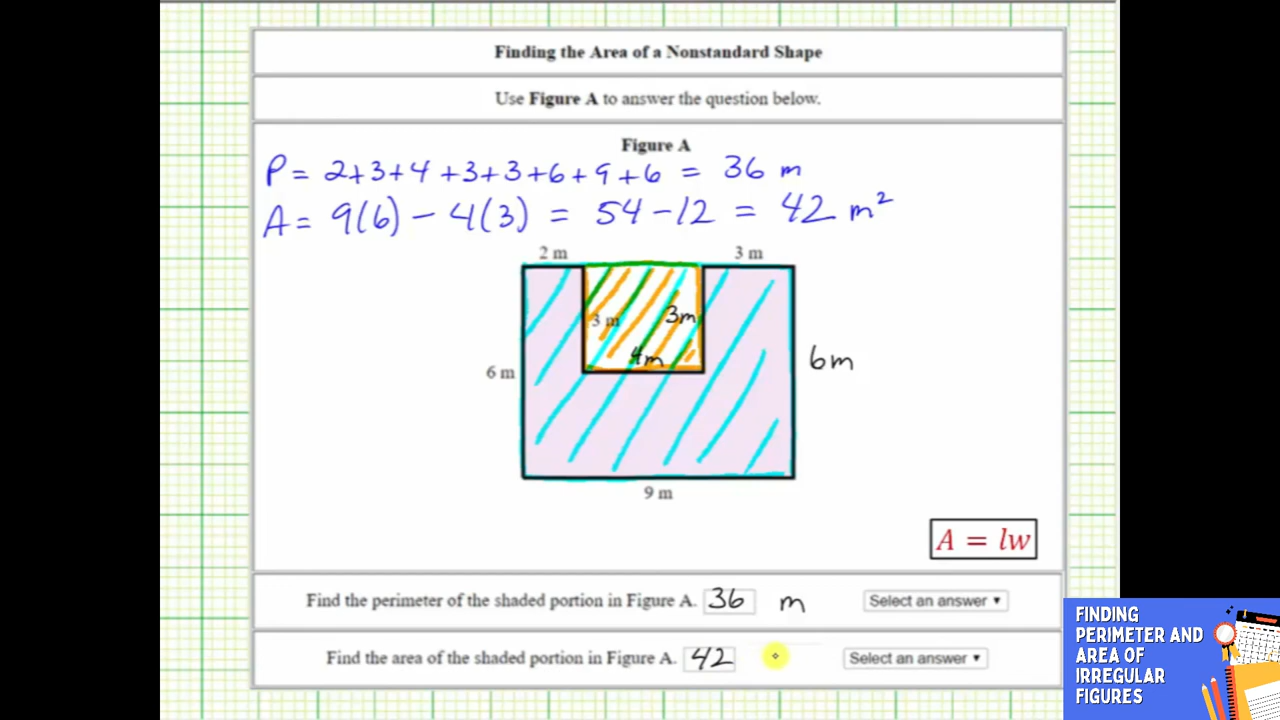 Finding the Area of a Nonstandard Shape
Use Figure A to answer the question below.
Figure A
P = 2+3+4+3+3+6+9+6 = 36 m
A = 9(6) - 4(3) = 54-12 = 42 m²
2 m
3 m
3 m
3m
4m
6 m
6m
9 m
A = lw
Find the perimeter of the shaded portion in Figure A. 36 m Select an answer
Find the area of the shaded portion in Figure A. 42 Select an answer
FINDING
PERIMETER AND
AREA OF
IRREGULAR
FIGURES